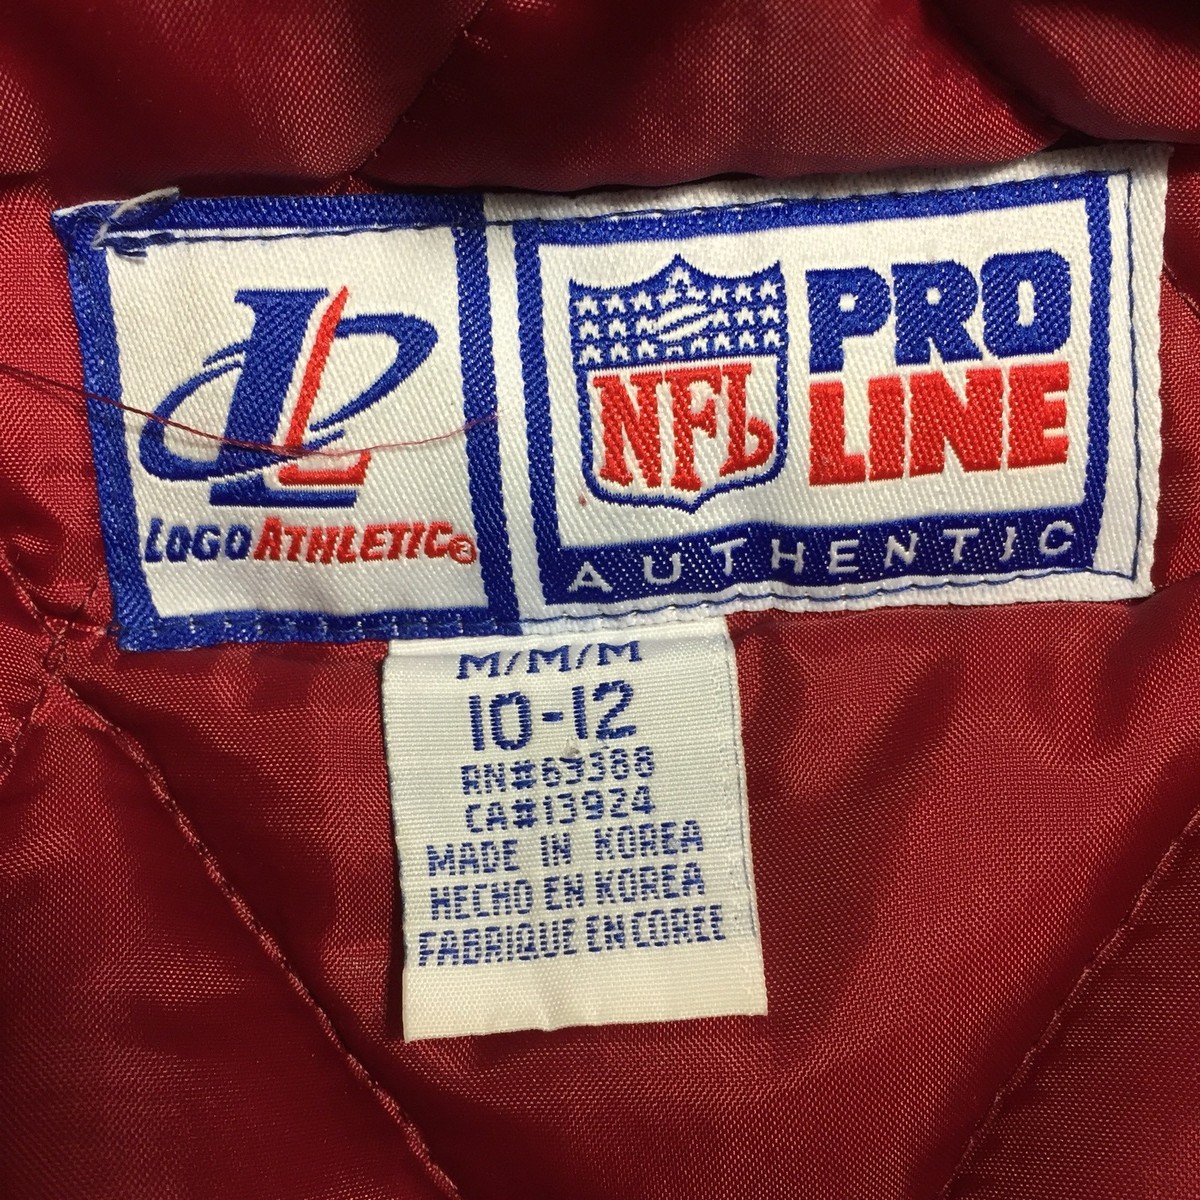 LOGO ATHLETIC®
NFL
PRO
LINE
AUTHENTIC
M/M/M
10-12
RN#63388
CA#13924
MADE IN KOREA
HECHO EN KOREA
FABRIQUE EN COREE